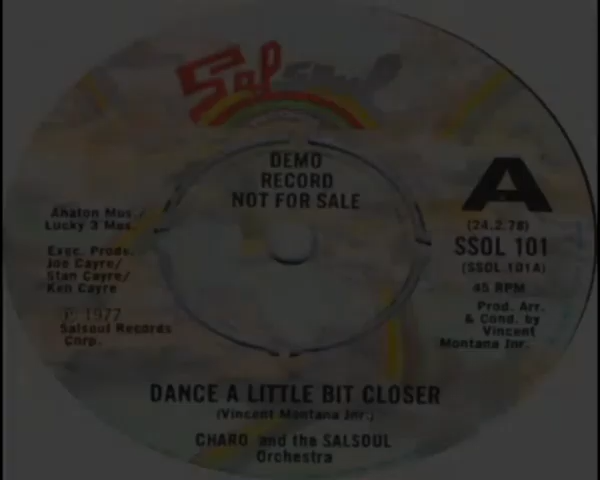 Salsoul
DEMO
RECORD
NOT FOR SALE
A
(24.2.78)
SSOL 101
(SSOL 101A)
45 RPM
Prod. Arr.
& Cond. by
Vincent
Montana Jnr.
Anaton Mus./
Lucky 3 Mus.
Exec. Prods.
Joe Cayre/
Stan Cayre/
Ken Cayre
℗ 1977
Salsoul Records
Corp.
DANCE A LITTLE BIT CLOSER
(Vincent Montana Jnr.)
CHARO and the SALSOUL
Orchestra